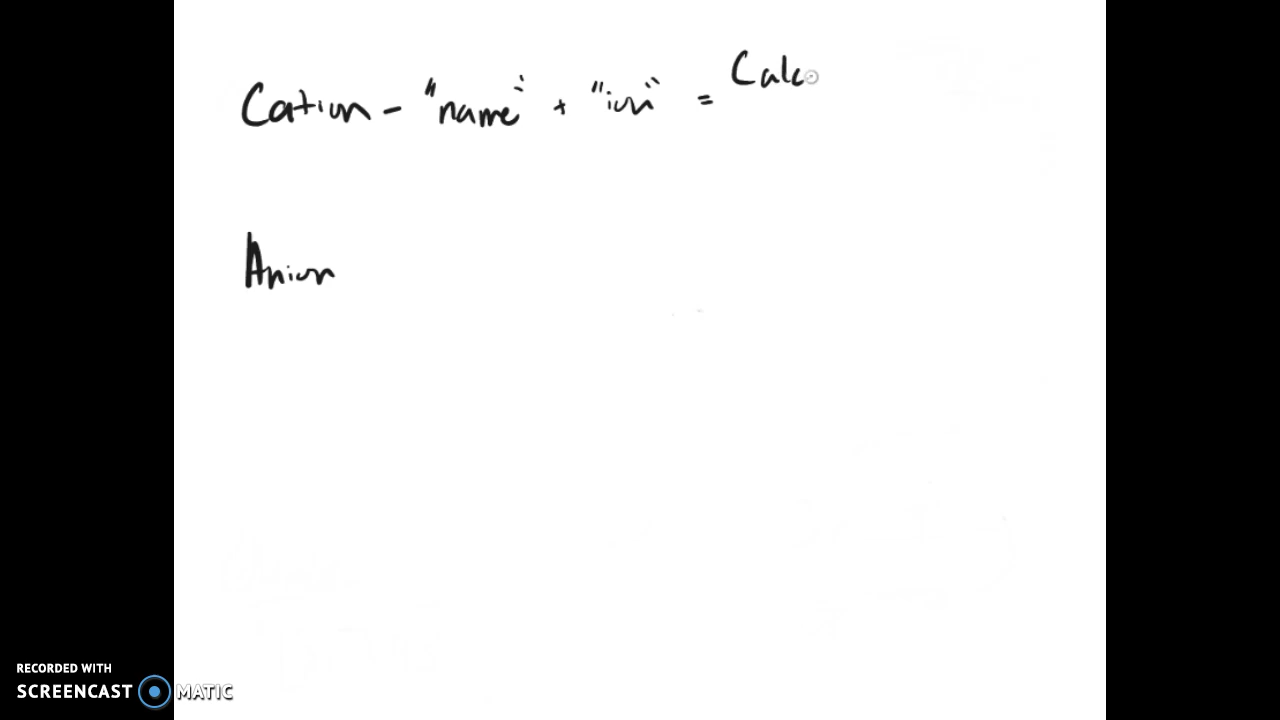 Cation - "name" + "ion" = Calc
Anion
RECORDED WITH
SCREENCAST MATIC